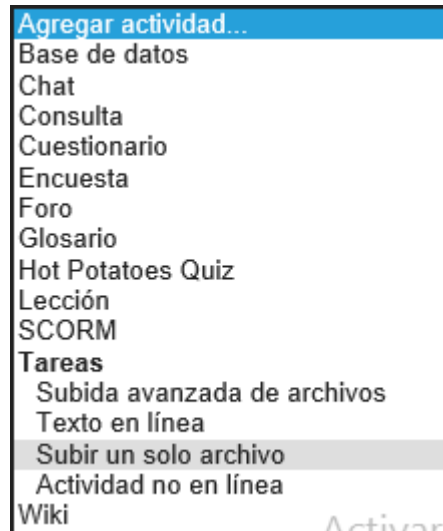 Agregar actividad...
Base de datos
Chat
Consulta
Cuestionario
Encuesta
Foro
Glosario
Hot Potatoes Quiz
Lección
SCORM
Tareas
Subida avanzada de archivos
Texto en línea
Subir un solo archivo
Actividad no en línea
Wiki